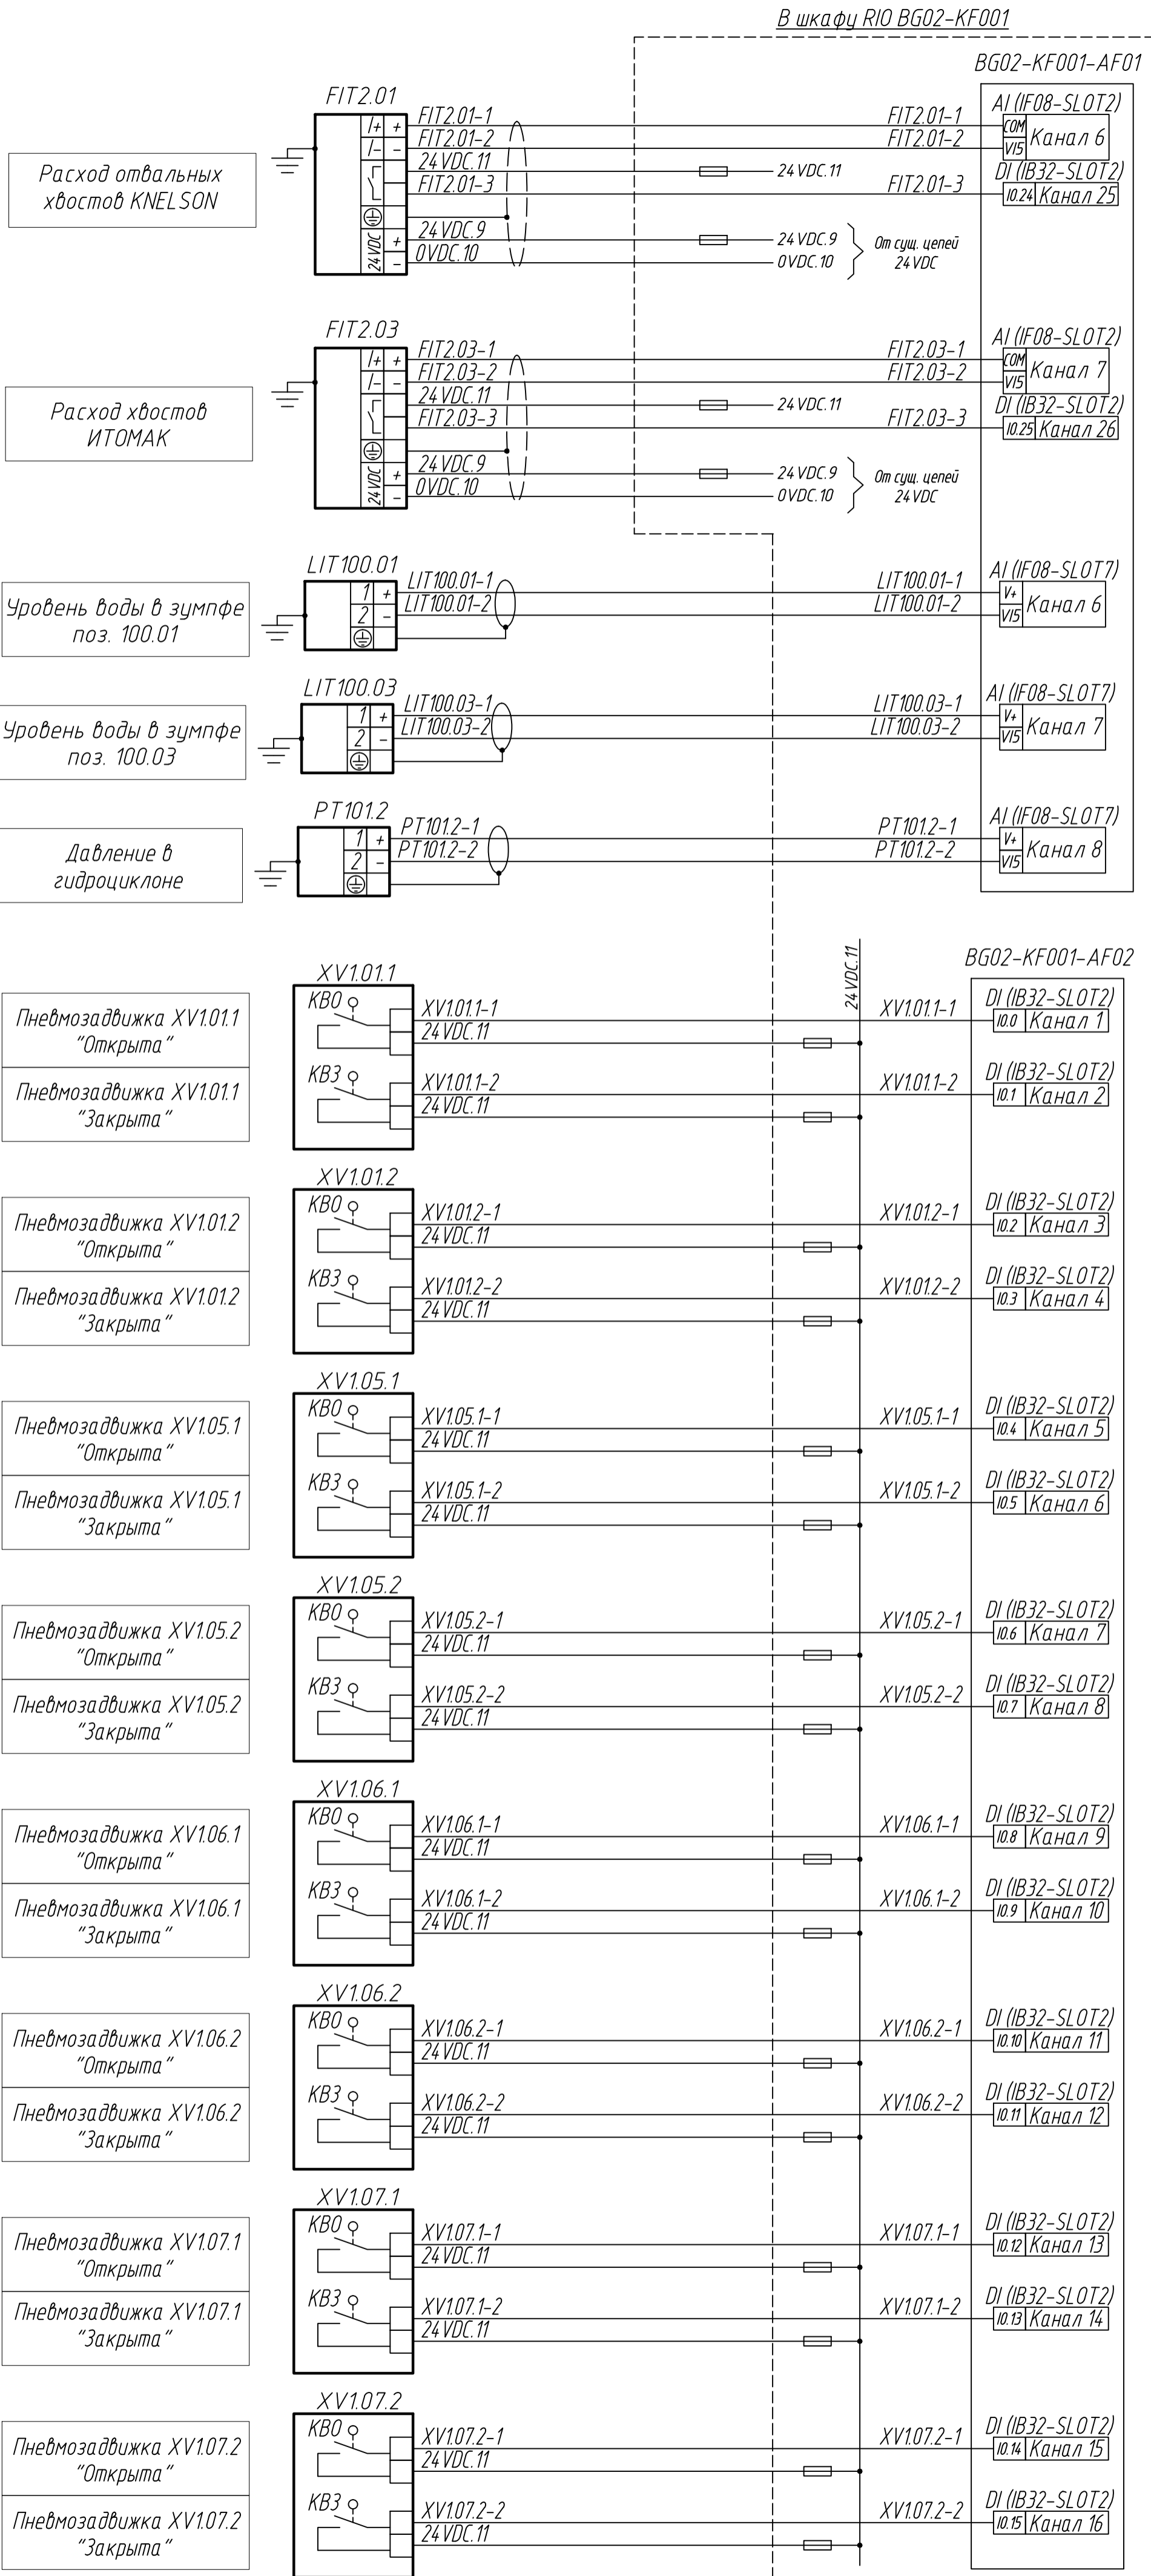 В шкафу RIO BG02-KF001
BG02-KF001-AF01
FIT2.01
Расход отвальных
хвостов KNELSON
I+ +
I- -
24VDC
+
-
FIT2.01-1
FIT2.01-2
24VDC.11
FIT2.01-3
24VDC.9
0VDC.10
24VDC.11
24VDC.9
0VDC.10
От сущ. цепей
24VDC
FIT2.01-1
FIT2.01-2
FIT2.01-3
AI (IF08-SLOT2)
COM
VI5
Канал 6
DI (IB32-SLOT2)
I0.24 Канал 25
FIT2.03
Расход хвостов
ИТОМАК
I+ +
I- -
24VDC
+
-
FIT2.03-1
FIT2.03-2
24VDC.11
FIT2.03-3
24VDC.9
0VDC.10
24VDC.11
24VDC.9
0VDC.10
От сущ. цепей
24VDC
FIT2.03-1
FIT2.03-2
FIT2.03-3
AI (IF08-SLOT2)
COM
VI5
Канал 7
DI (IB32-SLOT2)
I0.25 Канал 26
LIT100.01
Уровень воды в зумпфе
поз. 100.01
1 +
2 -
LIT100.01-1
LIT100.01-2
LIT100.01-1
LIT100.01-2
AI (IF08-SLOT7)
V+
VI5
Канал 6
LIT100.03
Уровень воды в зумпфе
поз. 100.03
1 +
2 -
LIT100.03-1
LIT100.03-2
LIT100.03-1
LIT100.03-2
AI (IF08-SLOT7)
V+
VI5
Канал 7
PT101.2
Давление в
гидроциклоне
1 +
2 -
PT101.2-1
PT101.2-2
PT101.2-1
PT101.2-2
AI (IF08-SLOT7)
V+
VI5
Канал 8
24VDC.11
BG02-KF001-AF02
XV1.01.1
Пневмозадвижка XV1.01.1
"Открыта"
КВО
XV1.01.1-1
24VDC.11
XV1.01.1-1
DI (IB32-SLOT2)
I0.0 Канал 1
Пневмозадвижка XV1.01.1
"Закрыта"
КВЗ
XV1.01.1-2
24VDC.11
XV1.01.1-2
DI (IB32-SLOT2)
I0.1 Канал 2
XV1.01.2
Пневмозадвижка XV1.01.2
"Открыта"
КВО
XV1.01.2-1
24VDC.11
XV1.01.2-1
DI (IB32-SLOT2)
I0.2 Канал 3
Пневмозадвижка XV1.01.2
"Закрыта"
КВЗ
XV1.01.2-2
24VDC.11
XV1.01.2-2
DI (IB32-SLOT2)
I0.3 Канал 4
XV1.05.1
Пневмозадвижка XV1.05.1
"Открыта"
КВО
XV1.05.1-1
24VDC.11
XV1.05.1-1
DI (IB32-SLOT2)
I0.4 Канал 5
Пневмозадвижка XV1.05.1
"Закрыта"
КВЗ
XV1.05.1-2
24VDC.11
XV1.05.1-2
DI (IB32-SLOT2)
I0.5 Канал 6
XV1.05.2
Пневмозадвижка XV1.05.2
"Открыта"
КВО
XV1.05.2-1
24VDC.11
XV1.05.2-1
DI (IB32-SLOT2)
I0.6 Канал 7
Пневмозадвижка XV1.05.2
"Закрыта"
КВЗ
XV1.05.2-2
24VDC.11
XV1.05.2-2
DI (IB32-SLOT2)
I0.7 Канал 8
XV1.06.1
Пневмозадвижка XV1.06.1
"Открыта"
КВО
XV1.06.1-1
24VDC.11
XV1.06.1-1
DI (IB32-SLOT2)
I0.8 Канал 9
Пневмозадвижка XV1.06.1
"Закрыта"
КВЗ
XV1.06.1-2
24VDC.11
XV1.06.1-2
DI (IB32-SLOT2)
I0.9 Канал 10
XV1.06.2
Пневмозадвижка XV1.06.2
"Открыта"
КВО
XV1.06.2-1
24VDC.11
XV1.06.2-1
DI (IB32-SLOT2)
I0.10 Канал 11
Пневмозадвижка XV1.06.2
"Закрыта"
КВЗ
XV1.06.2-2
24VDC.11
XV1.06.2-2
DI (IB32-SLOT2)
I0.11 Канал 12
XV1.07.1
Пневмозадвижка XV1.07.1
"Открыта"
КВО
XV1.07.1-1
24VDC.11
XV1.07.1-1
DI (IB32-SLOT2)
I0.12 Канал 13
Пневмозадвижка XV1.07.1
"Закрыта"
КВЗ
XV1.07.1-2
24VDC.11
XV1.07.1-2
DI (IB32-SLOT2)
I0.13 Канал 14
XV1.07.2
Пневмозадвижка XV1.07.2
"Открыта"
КВО
XV1.07.2-1
24VDC.11
XV1.07.2-1
DI (IB32-SLOT2)
I0.14 Канал 15
Пневмозадвижка XV1.07.2
"Закрыта"
КВЗ
XV1.07.2-2
24VDC.11
XV1.07.2-2
DI (IB32-SLOT2)
I0.15 Канал 16